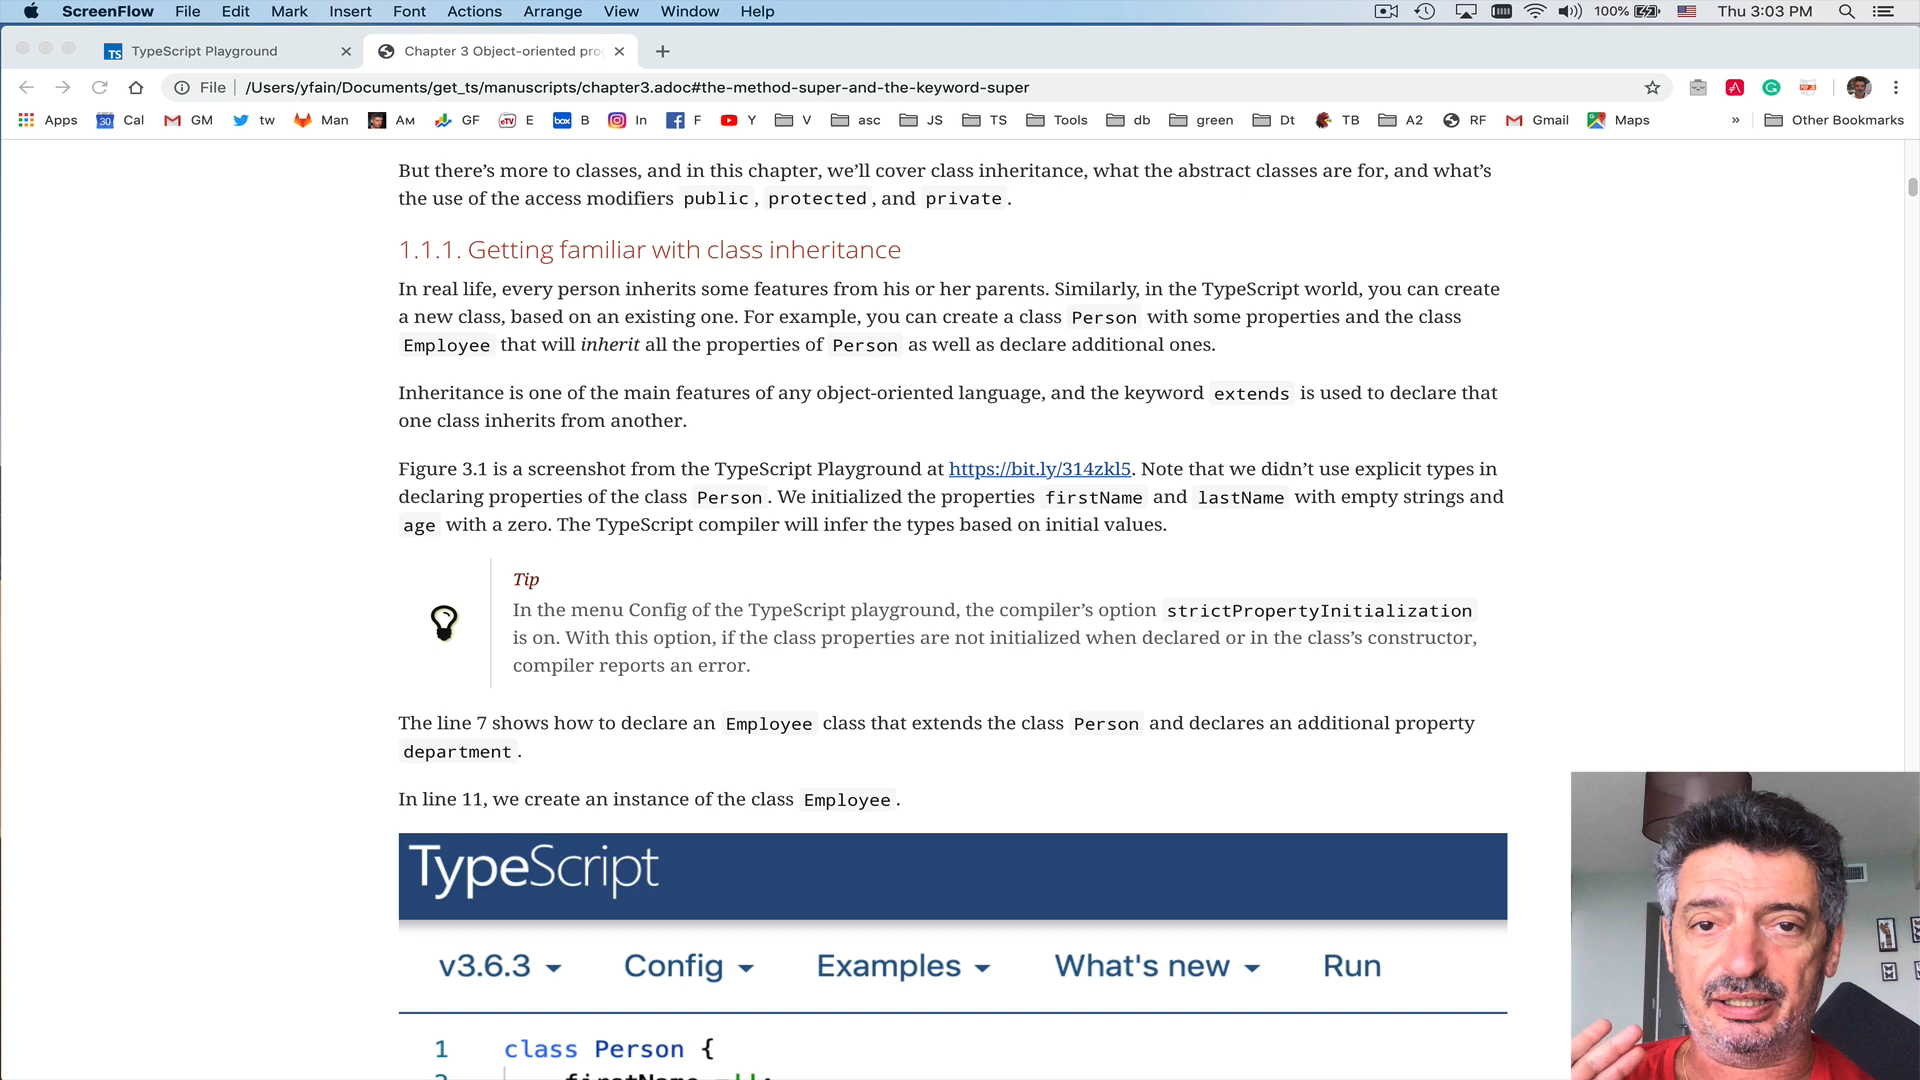 ScreenFlow File Edit Mark Insert Font Actions Arrange View Window Help 100% Thu 3:03 PM
TS TypeScript Playground Chapter 3 Object-oriented pro
File /Users/yfain/Documents/get_ts/manuscripts/chapter3.adoc#the-method-super-and-the-keyword-super
Apps 30 Cal GM tw Man Ам GF eTV E box B In F Y V asc JS TS Tools db green Dt TB A2 RF Gmail Maps » Other Bookmarks
But there’s more to classes, and in this chapter, we’ll cover class inheritance, what the abstract classes are for, and what’s
the use of the access modifiers public, protected, and private.
1.1.1. Getting familiar with class inheritance
In real life, every person inherits some features from his or her parents. Similarly, in the TypeScript world, you can create
a new class, based on an existing one. For example, you can create a class Person with some properties and the class
Employee that will inherit all the properties of Person as well as declare additional ones.
Inheritance is one of the main features of any object-oriented language, and the keyword extends is used to declare that
one class inherits from another.
Figure 3.1 is a screenshot from the TypeScript Playground at https://bit.ly/314zkl5. Note that we didn’t use explicit types in
declaring properties of the class Person. We initialized the properties firstName and lastName with empty strings and
age with a zero. The TypeScript compiler will infer the types based on initial values.
Tip
In the menu Config of the TypeScript playground, the compiler’s option strictPropertyInitialization
is on. With this option, if the class properties are not initialized when declared or in the class’s constructor,
compiler reports an error.
The line 7 shows how to declare an Employee class that extends the class Person and declares an additional property
department.
In line 11, we create an instance of the class Employee.
TypeScript
v3.6.3 Config Examples What's new Run
1 class Person {